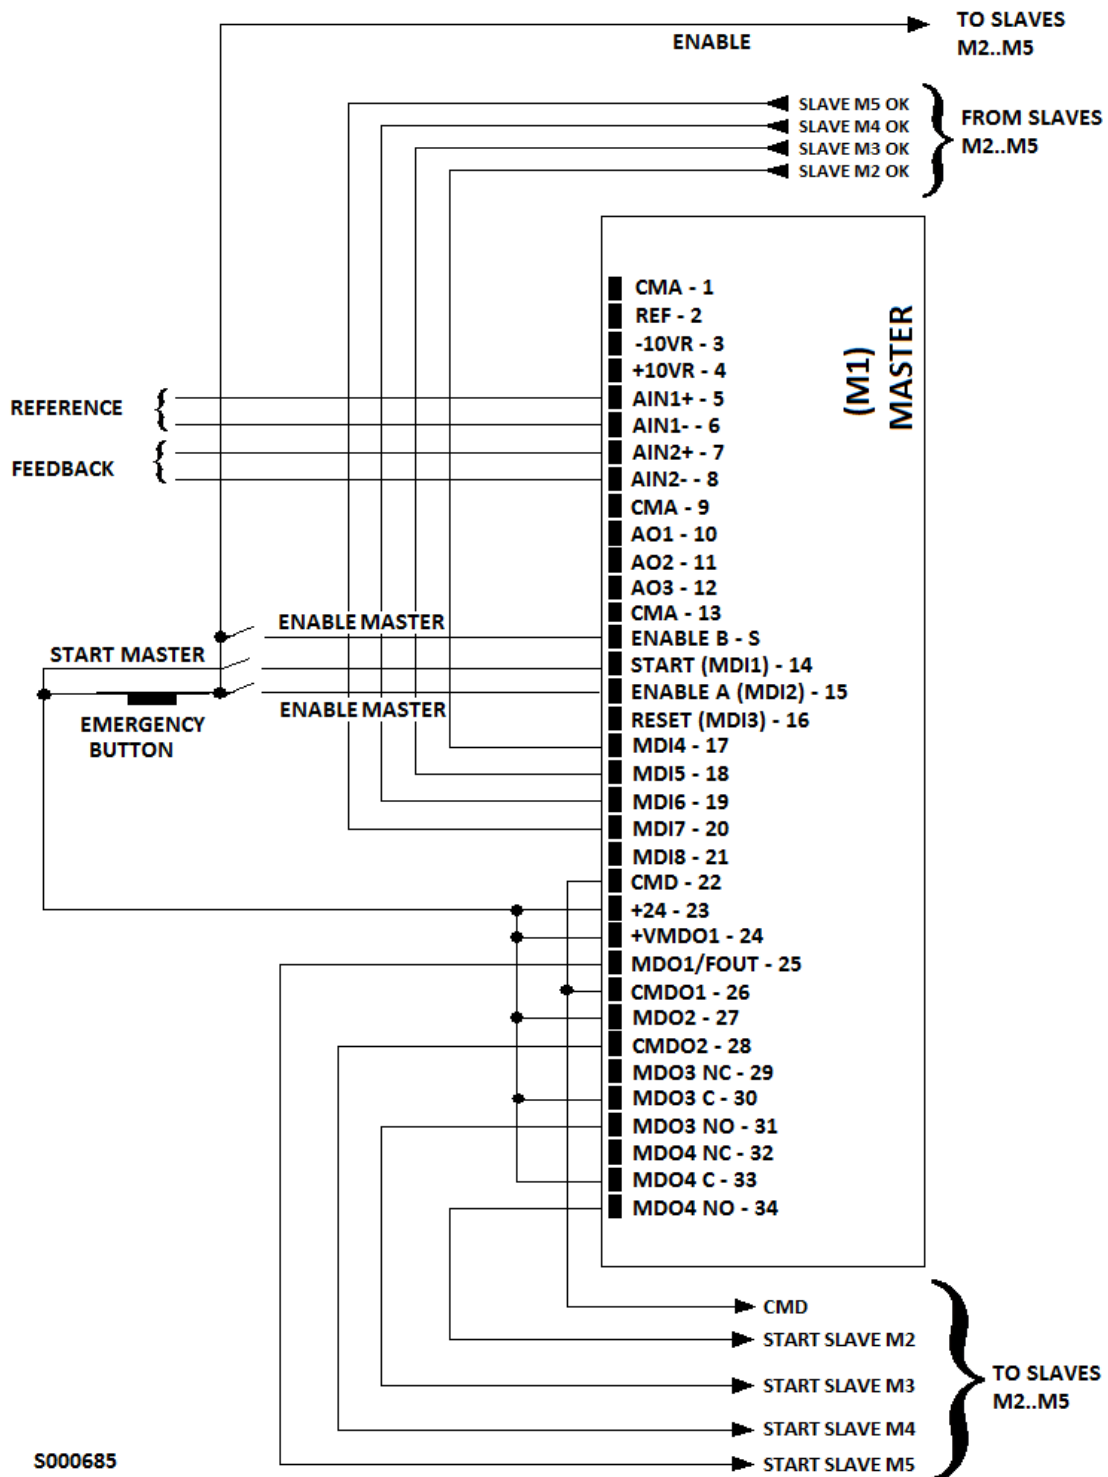 TO SLAVES
M2..M5
ENABLE
SLAVE M5 OK
SLAVE M4 OK
SLAVE M3 OK
SLAVE M2 OK
FROM SLAVES
M2..M5
(M1)
MASTER
CMA - 1
REF - 2
-10VR - 3
+10VR - 4
AIN1+ - 5
AIN1- - 6
AIN2+ - 7
AIN2- - 8
CMA - 9
AO1 - 10
AO2 - 11
AO3 - 12
CMA - 13
ENABLE B - S
START (MDI1) - 14
ENABLE A (MDI2) - 15
RESET (MDI3) - 16
MDI4 - 17
MDI5 - 18
MDI6 - 19
MDI7 - 20
MDI8 - 21
CMD - 22
+24 - 23
+VMDO1 - 24
MDO1/FOUT - 25
CMDO1 - 26
MDO2 - 27
CMDO2 - 28
MDO3 NC - 29
MDO3 C - 30
MDO3 NO - 31
MDO4 NC - 32
MDO4 C - 33
MDO4 NO - 34
REFERENCE
FEEDBACK
ENABLE MASTER
START MASTER
ENABLE MASTER
EMERGENCY
BUTTON
CMD
START SLAVE M2
START SLAVE M3
START SLAVE M4
START SLAVE M5
TO SLAVES
M2..M5
S000685